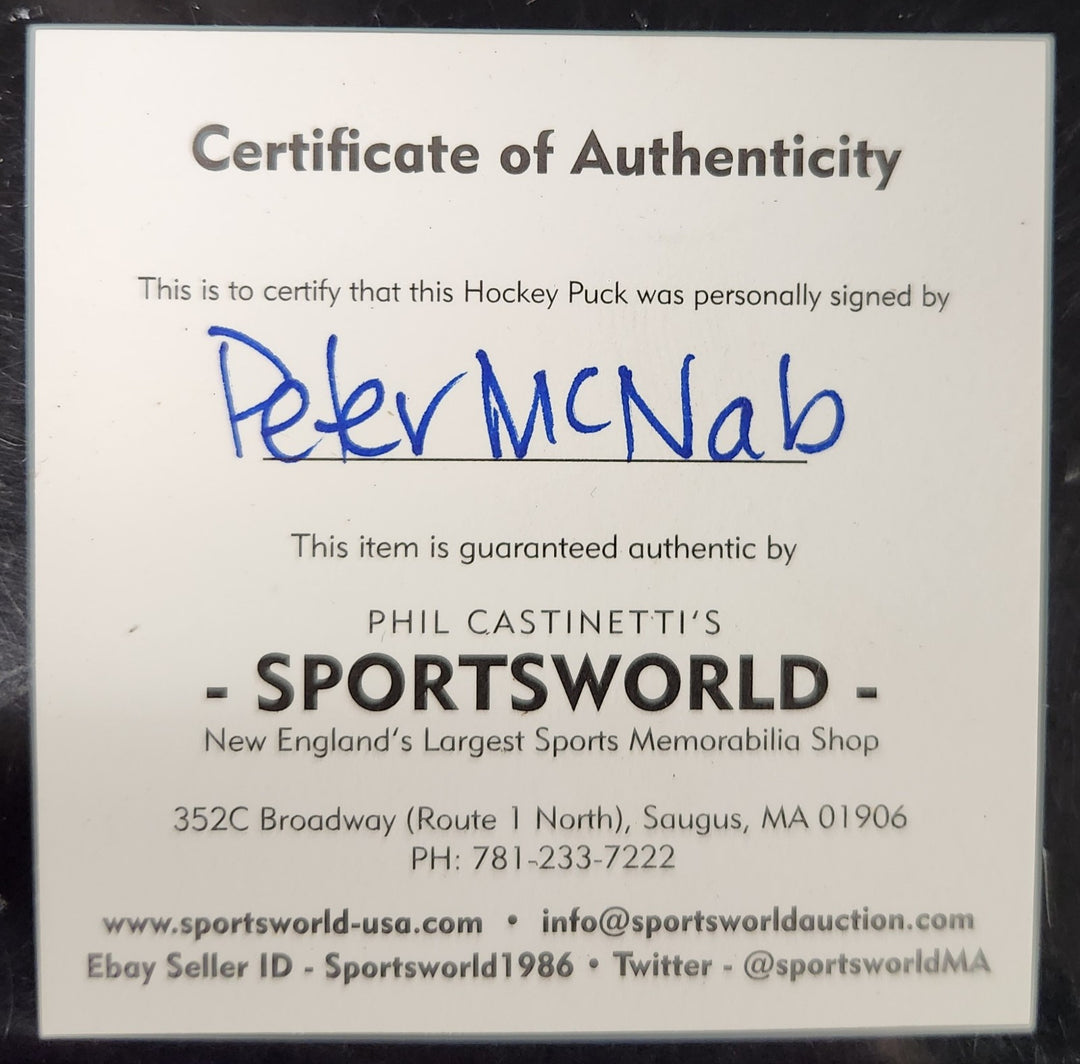 Certificate of Authenticity
This is to certify that this Hockey Puck was personally signed by
Peter McNab
This item is guaranteed authentic by
PHIL CASTINETTI'S
- SPORTSWORLD -
New England's Largest Sports Memorabilia Shop
352C Broadway (Route 1 North), Saugus, MA 01906
PH: 781-233-7222
www.sportsworld-usa.com • info@sportsworldauction.com
Ebay Seller ID - Sportsworld1986 • Twitter - @sportsworldMA